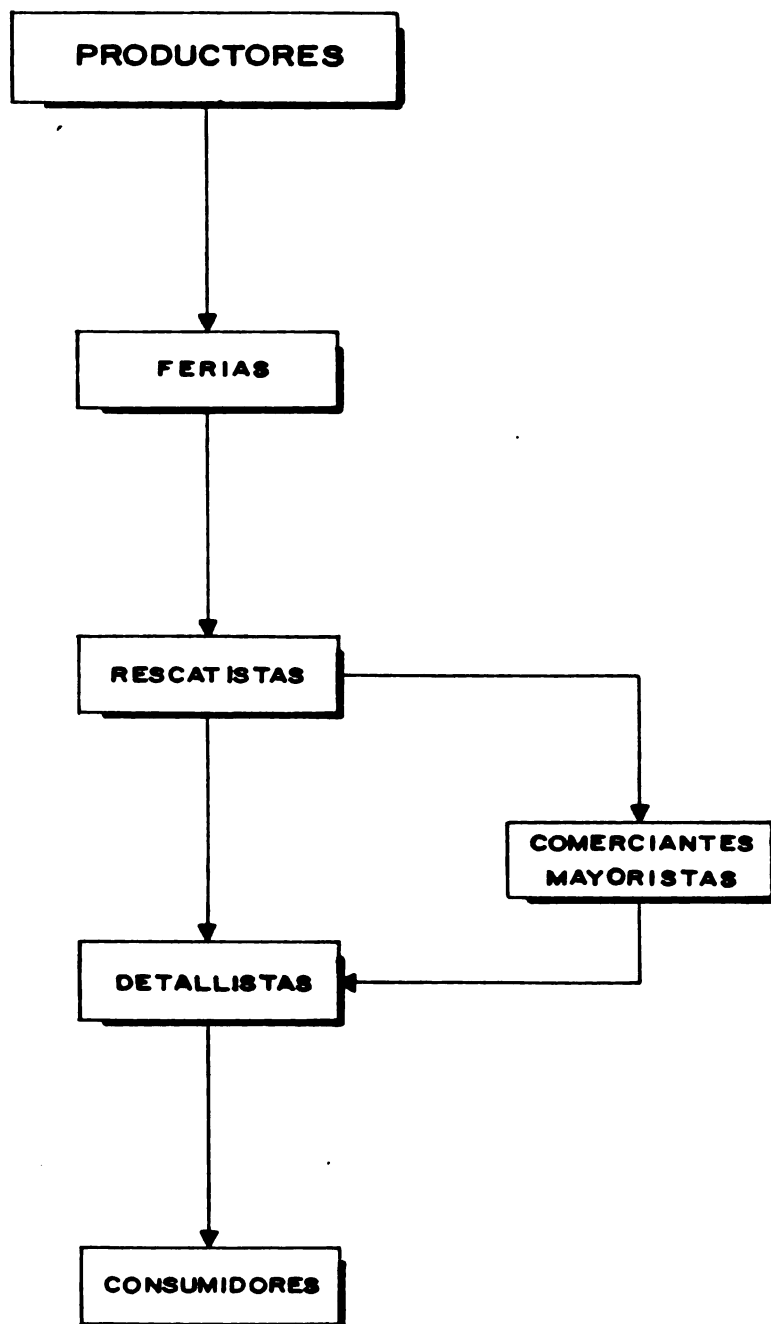 PRODUCTORES
FERIAS
RESCATISTAS
COMERCIANTES
MAYORISTAS
DETALLISTAS
CONSUMIDORES